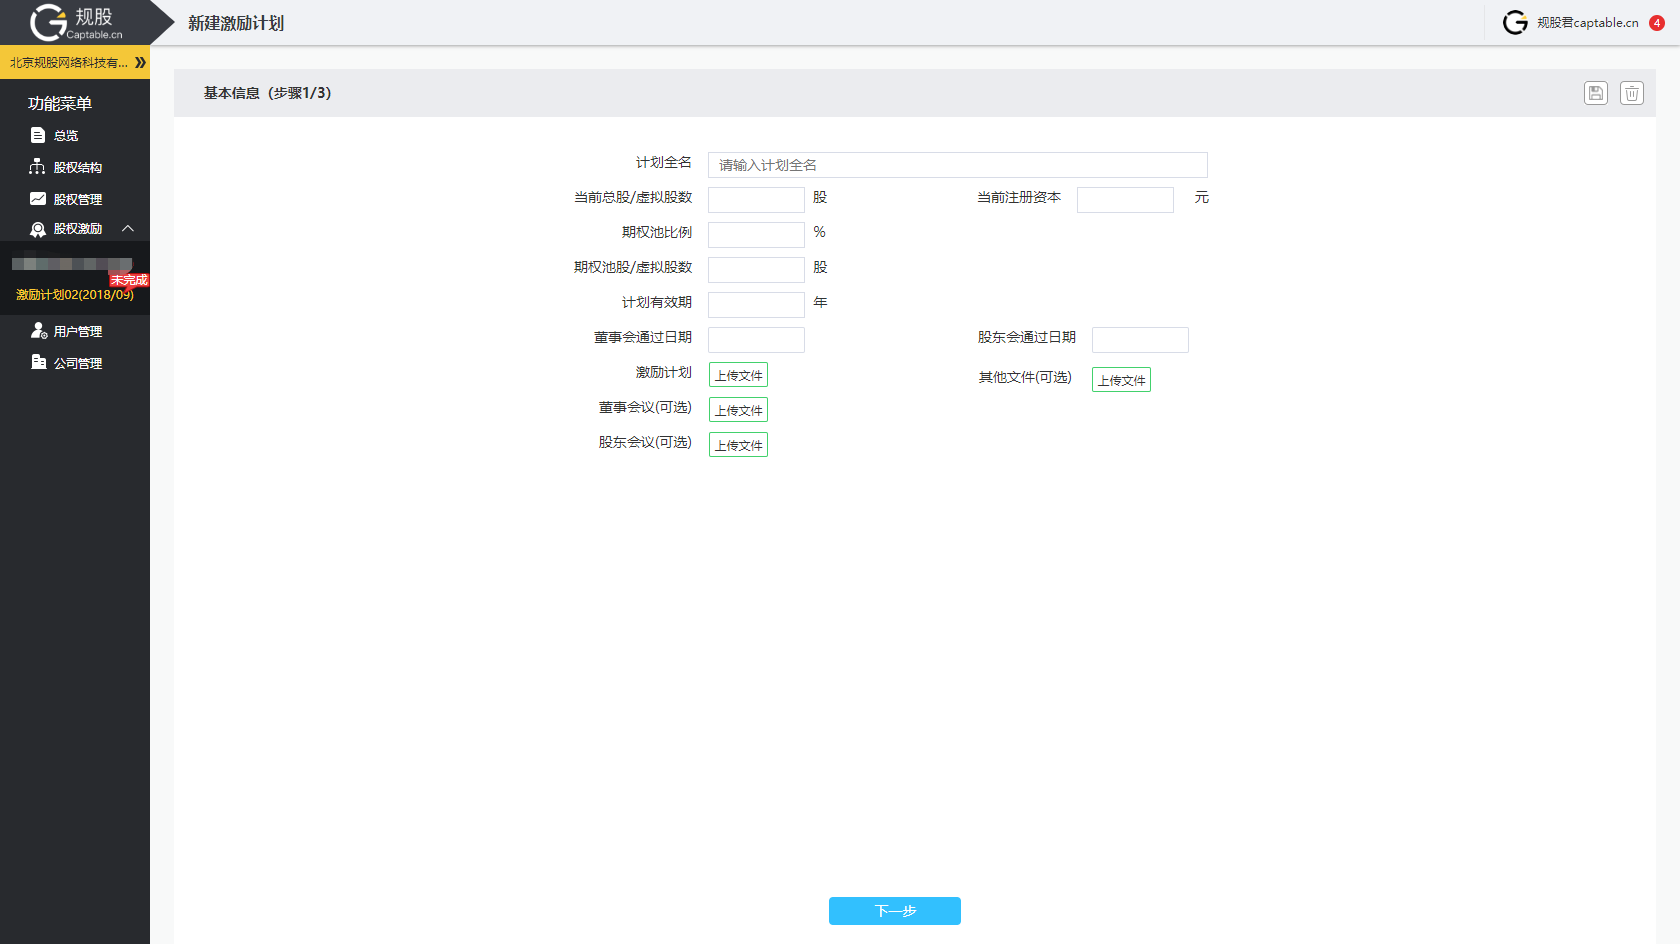 规股
Captable.cn
新建激励计划
规股君captable.cn
4
北京规股网络科技有...
功能菜单
总览
股权结构
股权管理
股权激励
未完成
激励计划02(2018/09)
用户管理
公司管理
基本信息（步骤1/3）
计划全名
请输入计划全名
当前总股/虚拟股数
股
当前注册资本
元
期权池比例
%
期权池股/虚拟股数
股
计划有效期
年
董事会通过日期
股东会通过日期
激励计划
上传文件
其他文件(可选)
上传文件
董事会议(可选)
上传文件
股东会议(可选)
上传文件
下一步